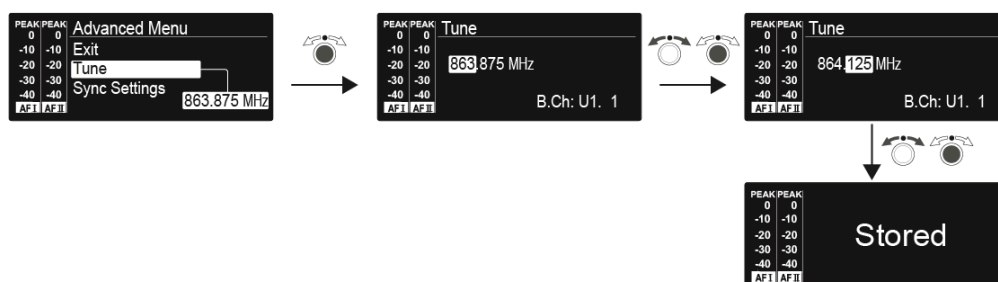 PEAK PEAK
0 0
-10 -10
-20 -20
-30 -30
-40 -40
AF I AF II
Advanced Menu
Exit
Tune
Sync Settings
863.875 MHz
PEAK PEAK
0 0
-10 -10
-20 -20
-30 -30
-40 -40
AF I AF II
Tune
863.875 MHz
B.Ch: U1. 1
PEAK PEAK
0 0
-10 -10
-20 -20
-30 -30
-40 -40
AF I AF II
Tune
864.125 MHz
B.Ch: U1. 1
PEAK PEAK
0 0
-10 -10
-20 -20
-30 -30
-40 -40
AF I AF II
Stored